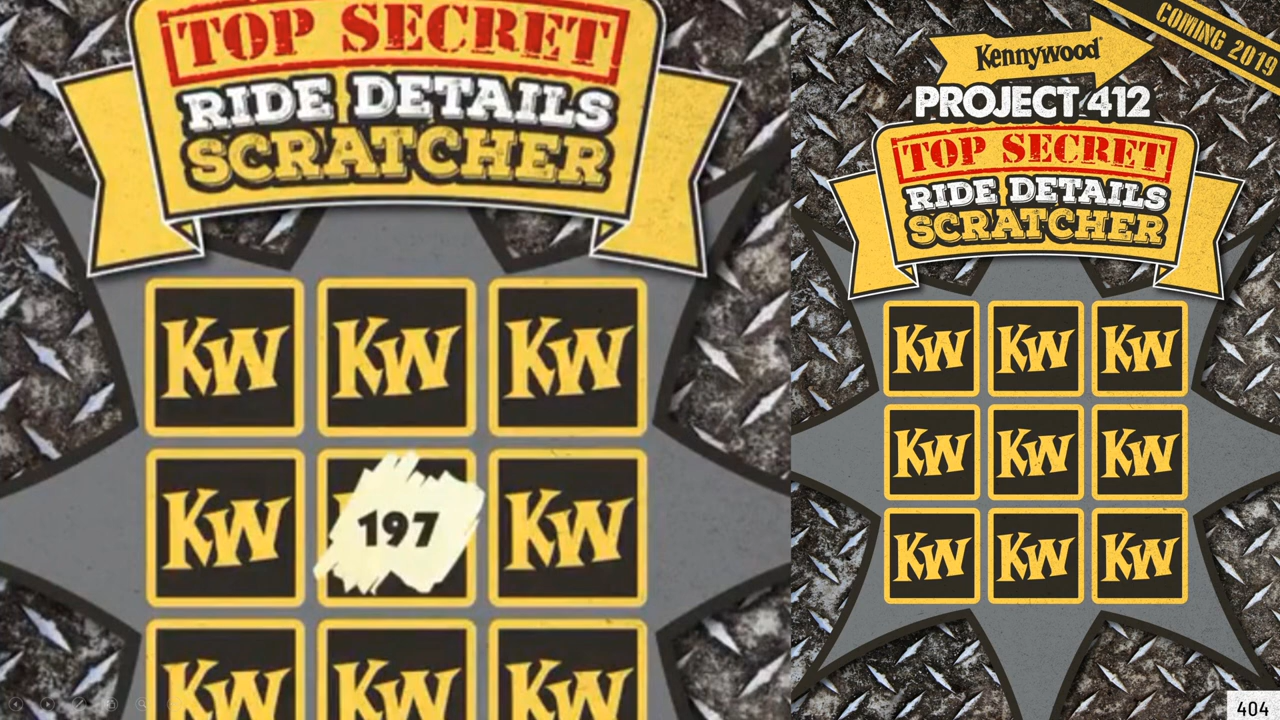 TOP SECRET
RIDE DETAILS
SCRATCHER
KW KW KW
KW 197 KW
KW KW KW
COMING 2019
Kennywood
PROJECT 412
TOP SECRET
RIDE DETAILS
SCRATCHER
KW KW KW
KW KW KW
KW KW KW
404